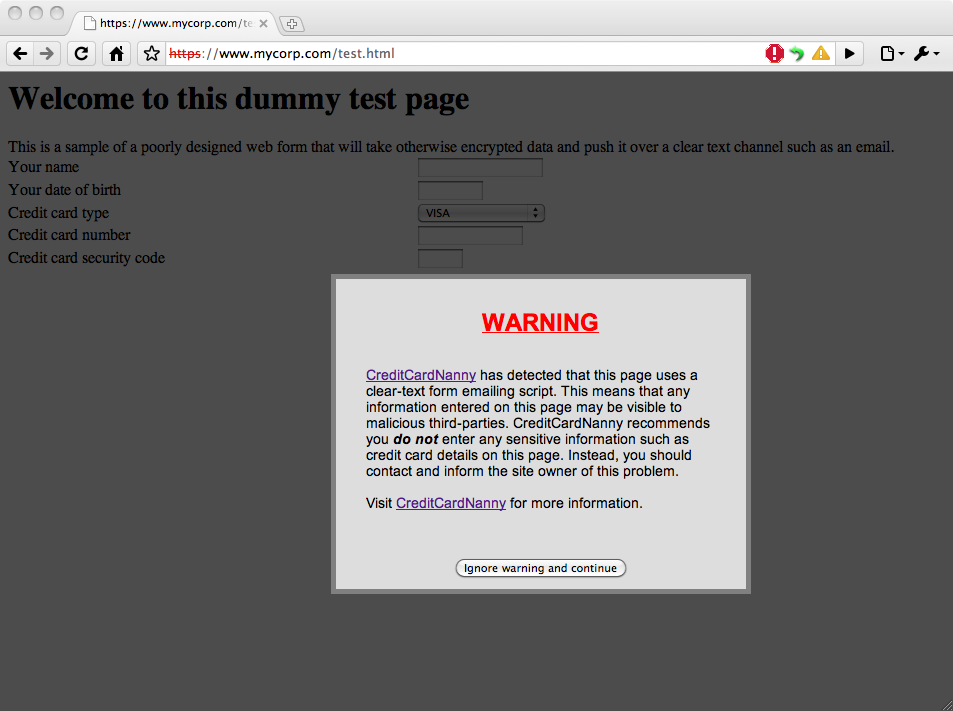 https://www.mycorp.com/te
https://www.mycorp.com/test.html
Welcome to this dummy test page
This is a sample of a poorly designed web form that will take otherwise encrypted data and push it over a clear text channel such as an email.
Your name
Your date of birth
Credit card type VISA
Credit card number
Credit card security code
WARNING
CreditCardNanny has detected that this page uses a
clear-text form emailing script. This means that any
information entered on this page may be visible to
malicious third-parties. CreditCardNanny recommends
you do not enter any sensitive information such as
credit card details on this page. Instead, you should
contact and inform the site owner of this problem.
Visit CreditCardNanny for more information.
Ignore warning and continue